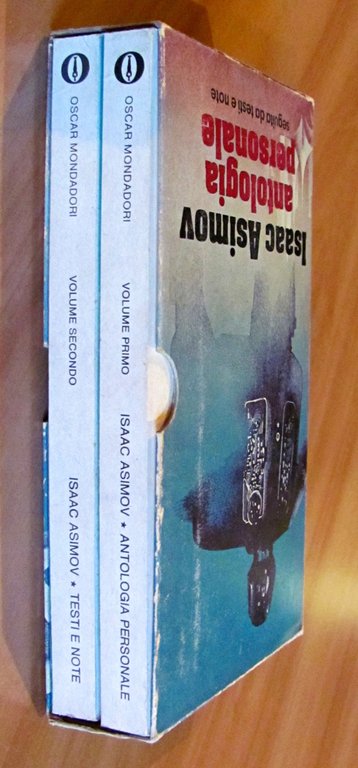 OSCAR MONDADORI
VOLUME SECONDO
ISAAC ASIMOV ★ TESTI E NOTE
OSCAR MONDADORI
VOLUME PRIMO
ISAAC ASIMOV ★ ANTOLOGIA PERSONALE
Isaac Asimov
antologia
personale
seguita da testi e note